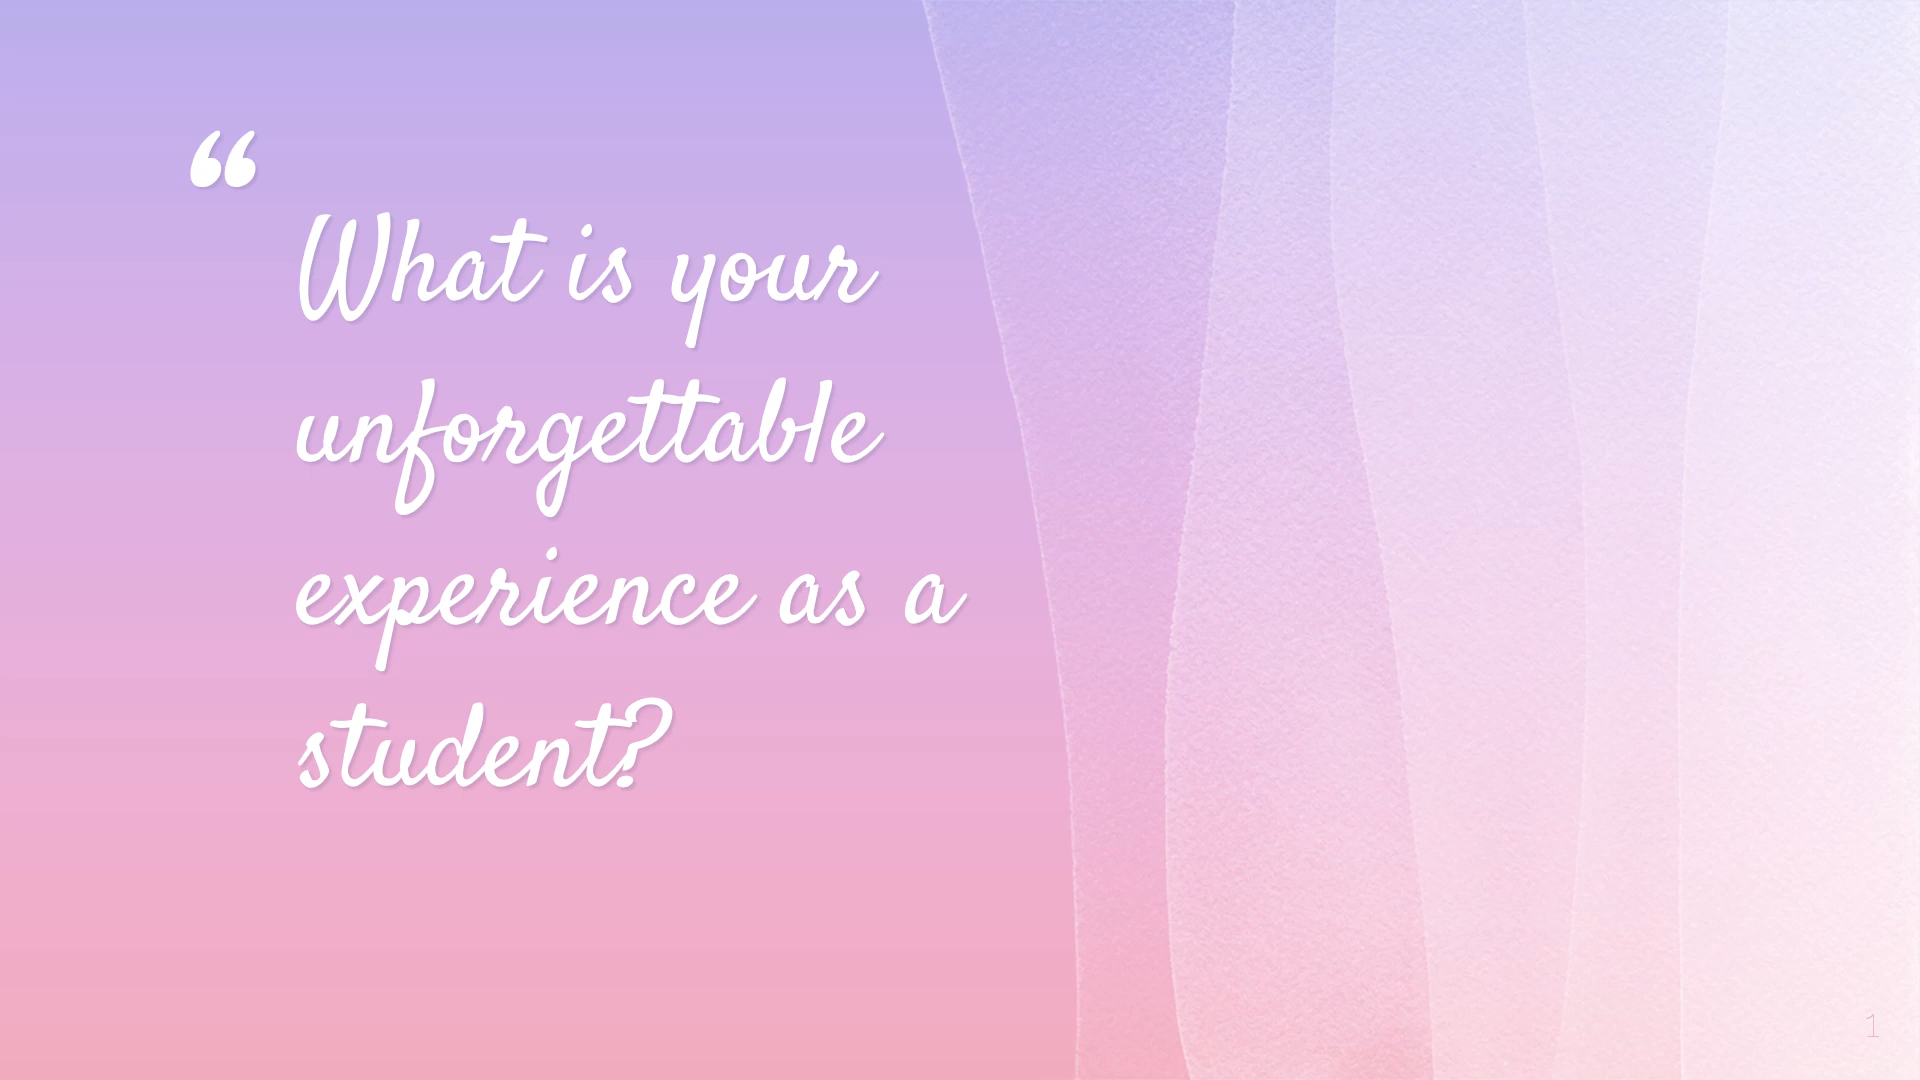 “
What is your
unforgettable
experience as a
student?
1